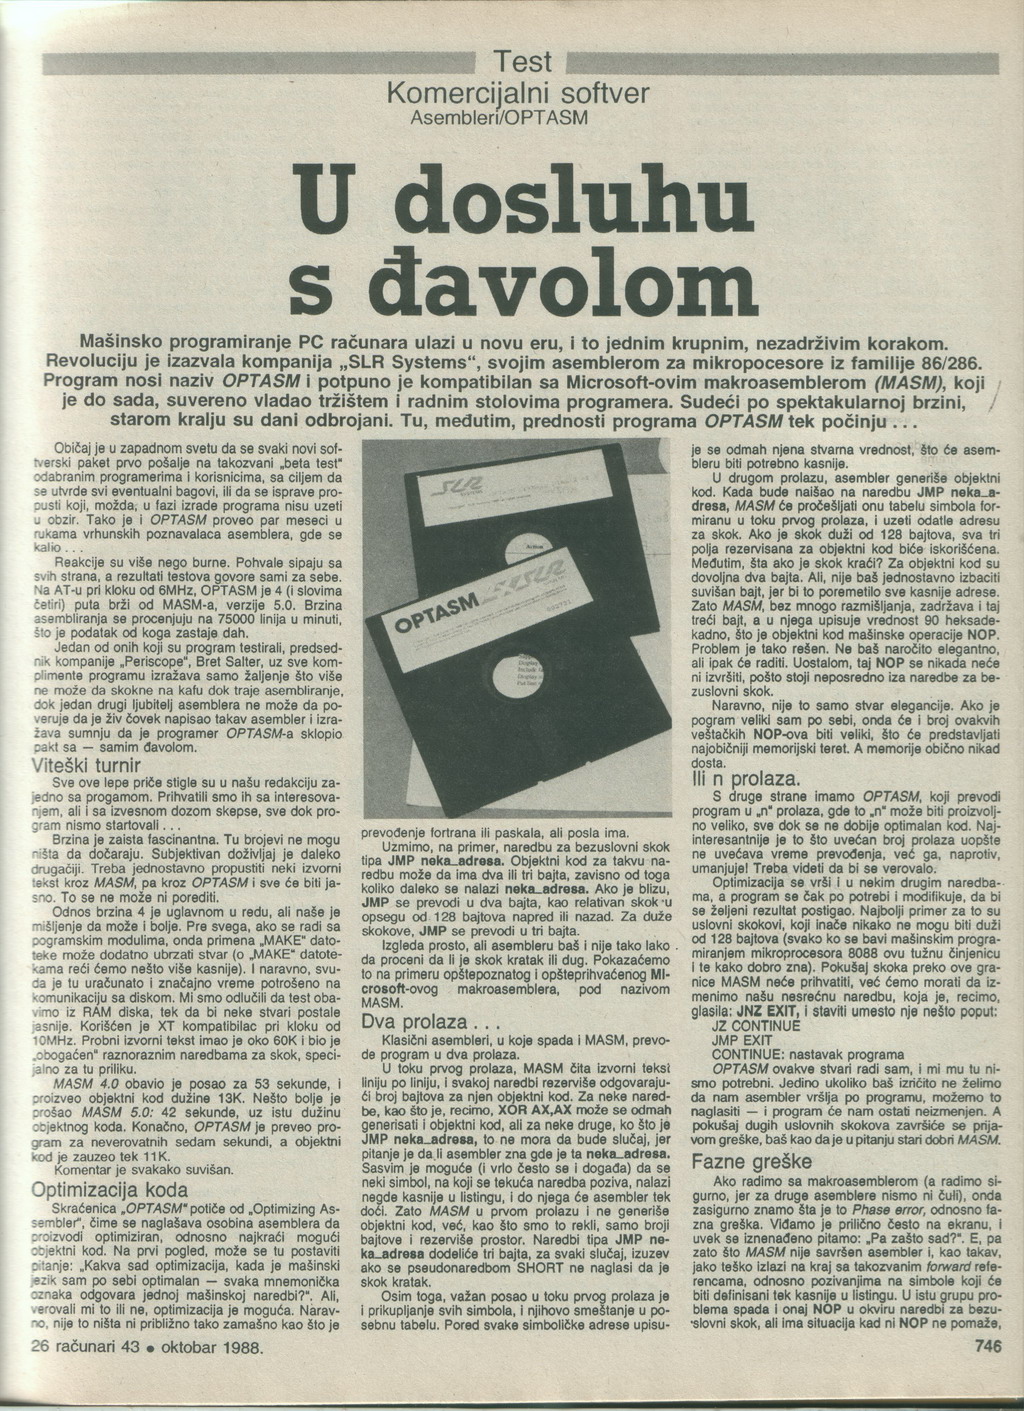 Test
Komercijalni softver
Asembleri/OPTASM
U dosluhu
s đavolom
Mašinsko programiranje PC računara ulazi u novu eru, i to jednim krupnim, nezadrživim korakom.
Revoluciju je izazvala kompanija „SLR Systems“, svojim asemblerom za mikropocesore iz familije 86/286.
Program nosi naziv OPTASM i potpuno je kompatibilan sa Microsoft-ovim makroasemblerom (MASM), koji
je do sada, suvereno vladao tržištem i radnim stolovima programera. Sudeći po spektakularnoj brzini,
starom kralju su dani odbrojani. Tu, međutim, prednosti programa OPTASM tek počinju . . .
Običaj je u zapadnom svetu da se svaki novi sof-
tverski paket prvo pošalje na takozvani „beta test“
odabranim programerima i korisnicima, sa ciljem da
se utvrde svi eventualni bagovi, ili da se isprave pro-
pusti koji, možda, u fazi izrade programa nisu uzeti
u obzir. Tako je i OPTASM proveo par meseci u
rukama vrhunskih poznavalaca asemblera, gde se
kalio . . .
Reakcije su više nego burne. Pohvale sipaju sa
svih strana, a rezultati testova govore sami za sebe.
Na AT-u pri kloku od 6MHz, OPTASM je 4 (i slovima
četiri) puta brži od MASM-a, verzije 5.0. Brzina
asembliranja se procenjuju na 75000 linija u minuti,
što je podatak od koga zastaje dah.
Jedan od onih koji su program testirali, predsed-
nik kompanije „Periscope“, Bret Salter, uz sve kom-
plimente programu izražava samo žaljenje što više
ne može da skokne na kafu dok traje asembliranje,
dok jedan drugi ljubitelj asemblera ne može da po-
veruje da je živ čovek napisao takav asembler i izra-
žava sumnju da je programer OPTASM-a sklopio
pakt sa — samim đavolom.
Viteški turnir
Sve ove lepe priče stigle su u našu redakciju za-
jedno sa progamom. Prihvatili smo ih sa interesova-
njem, ali i sa izvesnom dozom skepse, sve dok pro-
gram nismo startovali . . .
Brzina je zaista fascinantna. Tu brojevi ne mogu
ništa da dočaraju. Subjektivan doživljaj je daleko
drugačiji. Treba jednostavno propustiti neki izvorni
tekst kroz MASM, pa kroz OPTASM i sve će biti ja-
sno. To se ne može ni porediti.
Odnos brzina 4 je uglavnom u redu, ali naše je
mišljenje da može i bolje. Pre svega, ako se radi sa
pogramskim modulima, onda primena „MAKE“ dato-
teke može dodatno ubrzati stvar (o „MAKE“ datote-
kama reći ćemo nešto više kasnije). I naravno, svu-
da je tu uračunato i značajno vreme potrošeno na
komunikaciju sa diskom. Mi smo odlučili da test oba-
vimo iz RAM diska, tek da bi neke stvari postale
jasnije. Korišćen je XT kompatibilac pri kloku od
10MHz. Probni izvorni tekst imao je oko 60K i bio je
„obogaćen“ raznoraznim naredbama za skok, speci-
jalno za tu priliku.
MASM 4.0 obavio je posao za 53 sekunde, i
proizveo objektni kod dužine 13K. Nešto bolje je
prošao MASM 5.0: 42 sekunde, uz istu dužinu
objektnog koda. Konačno, OPTASM je preveo pro-
gram za neverovatnih sedam sekundi, a objektni
kod je zauzeo tek 11K.
Komentar je svakako suvišan.
Optimizacija koda
Skraćenica „OPTASM“ potiče od „Optimizing As-
sembler“, čime se naglašava osobina asemblera da
proizvodi optimiziran, odnosno najkraći mogući
objektni kod. Na prvi pogled, može se tu postaviti
pitanje: „Kakva sad optimizacija, kada je mašinski
jezik sam po sebi optimalan — svaka mnemonička
oznaka odgovara jednoj mašinskoj naredbi?“. Ali,
verovali mi to ili ne, optimizacija je moguća. Narav-
no, nije to ništa ni približno tako zamašno kao što je
SLR
SLR
OPTASM
prevođenje fortrana ili paskala, ali posla ima.
Uzmimo, na primer, naredbu za bezuslovni skok
tipa JMP neka_adresa. Objektni kod za takvu na-
redbu može da ima dva ili tri bajta, zavisno od toga
koliko daleko se nalazi neka_adresa. Ako je blizu,
JMP se prevodi u dva bajta, kao relativan skok u
opsegu od 128 bajtova napred ili nazad. Za duže
skokove, JMP se prevodi u tri bajta.
Izgleda prosto, ali asembleru baš i nije tako lako
da proceni da li je skok kratak ili dug. Pokazaćemo
to na primeru opštepoznatog i opšteprihvaćenog MI-
crosoft-ovog makroasemblera, pod nazivom
MASM.
Dva prolaza . . .
Klasični asembleri, u koje spada i MASM, prevo-
de program u dva prolaza.
U toku prvog prolaza, MASM čita izvorni tekst
liniju po liniju, i svakoj naredbi rezerviše odgovaraju-
ći broj bajtova za njen objektni kod. Za neke nared-
be, kao što je, recimo, XOR AX,AX može se odmah
generisati i objektni kod, ali za neke druge, ko što je
JMP neka_adresa, to ne mora da bude slučaj, jer
pitanje je da li asembler zna gde je ta neka_adresa.
Sasvim je moguće (i vrlo često se i događa) da se
neki simbol, na koji se tekuća naredba poziva, nalazi
negde kasnije u listingu, i do njega će asembler tek
doći. Zato MASM u prvom prolazu i ne generiše
objektni kod, već, kao što smo to rekli, samo broji
bajtove i rezerviše prostor. Naredbi tipa JMP ne-
ka_adresa dodeliće tri bajta, za svaki slučaj, izuzev
ako se pseudonaredbom SHORT ne naglasi da je
skok kratak.
Osim toga, važan posao u toku prvog prolaza je
i prikupljanje svih simbola, i njihovo smeštanje u po-
sebnu tabelu. Pored svake simboličke adrese upisu-
je se odmah njena stvarna vrednost, što će asem-
bleru biti potrebno kasnije.
U drugom prolazu, asembler generiše objektni
kod. Kada bude naišao na naredbu JMP neka_a-
dresa, MASM će pročešljati onu tabelu simbola for-
miranu u toku prvog prolaza, i uzeti odatle adresu
za skok. Ako je skok duži od 128 bajtova, sva tri
polja rezervisana za objektni kod biće iskorišćena.
Međutim, šta ako je skok kraći? Za objektni kod su
dovoljna dva bajta. Ali, nije baš jednostavno izbaciti
suvišan bajt, jer bi to poremetilo sve kasnije adrese.
Zato MASM, bez mnogo razmišljanja, zadržava i taj
treći bajt, a u njega upisuje vrednost 90 heksade-
kadno, što je objektni kod mašinske operacije NOP.
Problem je tako rešen. Ne baš naročito elegantno,
ali ipak će raditi. Uostalom, taj NOP se nikada neće
ni izvršiti, pošto stoji neposredno iza naredbe za be-
zuslovni skok.
Naravno, nije to samo stvar elegancije. Ako je
pogram veliki sam po sebi, onda će i broj ovakvih
veštačkih NOP-ova biti veliki, što će predstavljati
najobičniji memorijski teret. A memorije obično nikad
dosta.
Ili n prolaza.
S druge strane imamo OPTASM, koji prevodi
program u „n“ prolaza, gde to „n“ može biti proizvolj-
no veliko, sve dok se ne dobije optimalan kod. Naj-
interesantnije je to što uvećan broj prolaza uopšte
ne uvećava vreme prevođenja, već ga, naprotiv,
umanjuje! Treba videti da bi se verovalo.
Optimizacija se vrši i u nekim drugim naredba-
ma, a program se čak po potrebi i modifikuje, da bi
se željeni rezultat postigao. Najbolji primer za to su
uslovni skokovi, koji inače nikako ne mogu biti duži
od 128 bajtova (svako ko se bavi mašinskim progra-
miranjem mikroprocesora 8088 ovu tužnu činjenicu
i te kako dobro zna). Pokušaj skoka preko ove gra-
nice MASM neće prihvatiti, već ćemo morati da iz-
menimo našu nesrećnu naredbu, koja je, recimo,
glasila: JNZ EXIT, i staviti umesto nje nešto poput:
JZ CONTINUE
JMP EXIT
CONTINUE: nastavak programa
OPTASM ovakve stvari radi sam, i mi mu tu ni-
smo potrebni. Jedino ukoliko baš izričito ne želimo
da nam asembler vršlja po programu, možemo to
naglasiti — i program će nam ostati neizmenjen. A
pokušaj dugih uslovnih skokova završiće se prijа-
vom greške, baš kao da je u pitanju stari dobri MASM.
Fazne greške
Ako radimo sa makroasemblerom (a radimo si-
gurno, jer za druge asemblere nismo ni čuli), onda
zasigurno znamo šta je to Phase error, odnosno fa-
zna greška. Viđamo je prilično često na ekranu, i
uvek se iznenađeno pitamo: „Pa zašto sad?“. E, pa
zato što MASM nije savršen asembler i, kao takav,
jako teško izlazi na kraj sa takozvanim forward refe-
rencama, odnosno pozivanjima na simbole koji će
biti definisani tek kasnije u listingu. U istu grupu pro-
blema spada i onaj NOP u okviru naredbi za bezu-
slovni skok, ali ima situacija kad ni NOP ne pomaže,
26 računari 43 • oktobar 1988.
746